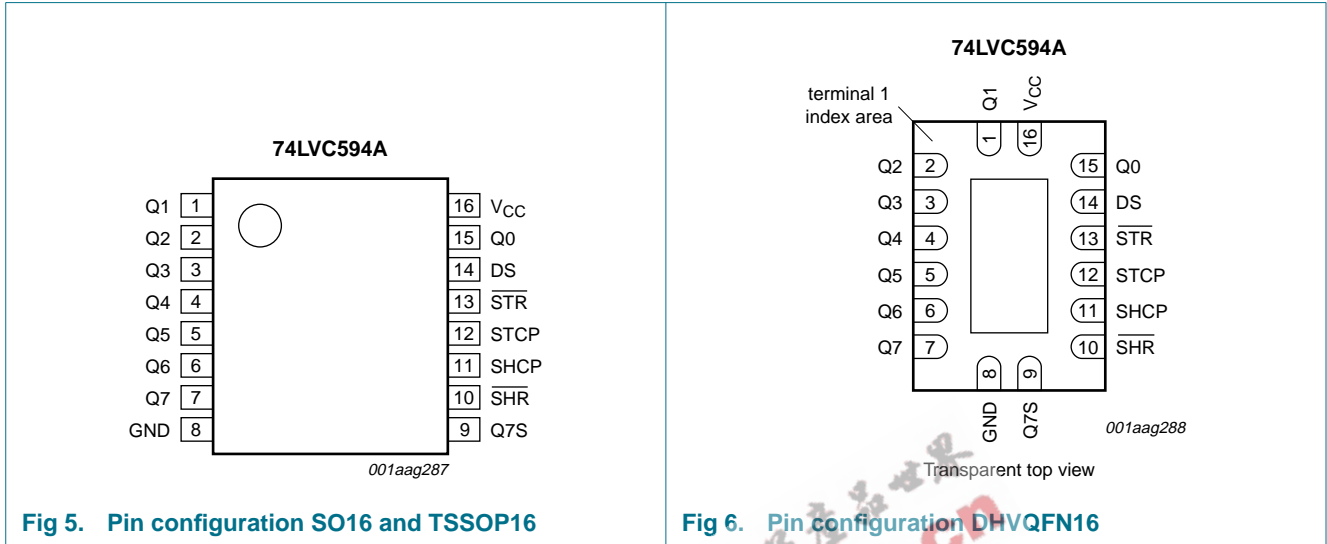 74LVC594A
Q1 1
Q2 2
Q3 3
Q4 4
Q5 5
Q6 6
Q7 7
GND 8
16 VCC
15 Q0
14 DS
13 STR
12 STCP
11 SHCP
10 SHR
9 Q7S
001aag287
Fig 5. Pin configuration SO16 and TSSOP16
74LVC594A
terminal 1
index area
Q1 VCC
1 16
Q2 2
Q3 3
Q4 4
Q5 5
Q6 6
Q7 7
15 Q0
14 DS
13 STR
12 STCP
11 SHCP
10 SHR
8 9
GND Q7S
001aag288
Transparent top view
Fig 6. Pin configuration DHVQFN16